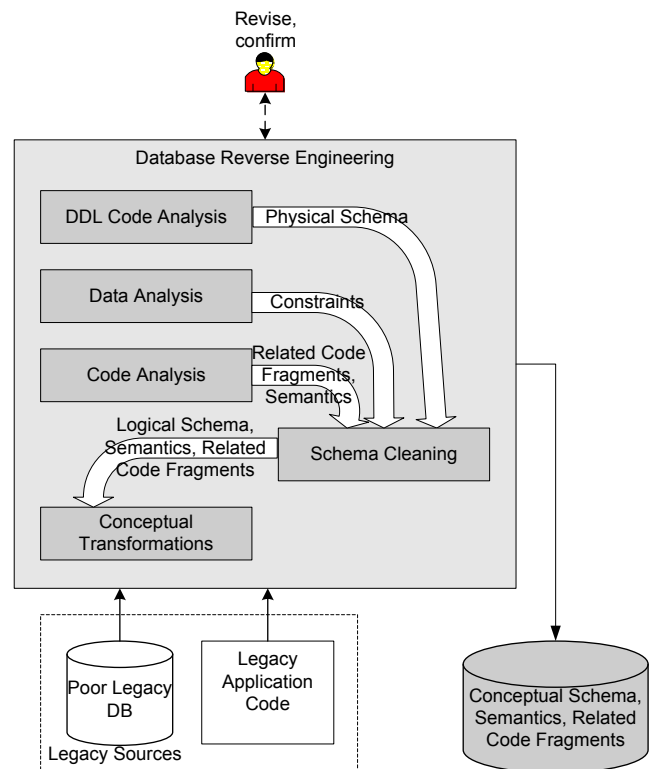 Revise,
confirm
Database Reverse Engineering
DDL Code Analysis
Physical Schema
Data Analysis
Constraints
Code Analysis
Related Code
Fragments,
Semantics
Logical Schema,
Semantics, Related
Code Fragments
Schema Cleaning
Conceptual
Transformations
Poor Legacy
DB
Legacy
Application
Code
Legacy Sources
Conceptual Schema,
Semantics, Related
Code Fragments